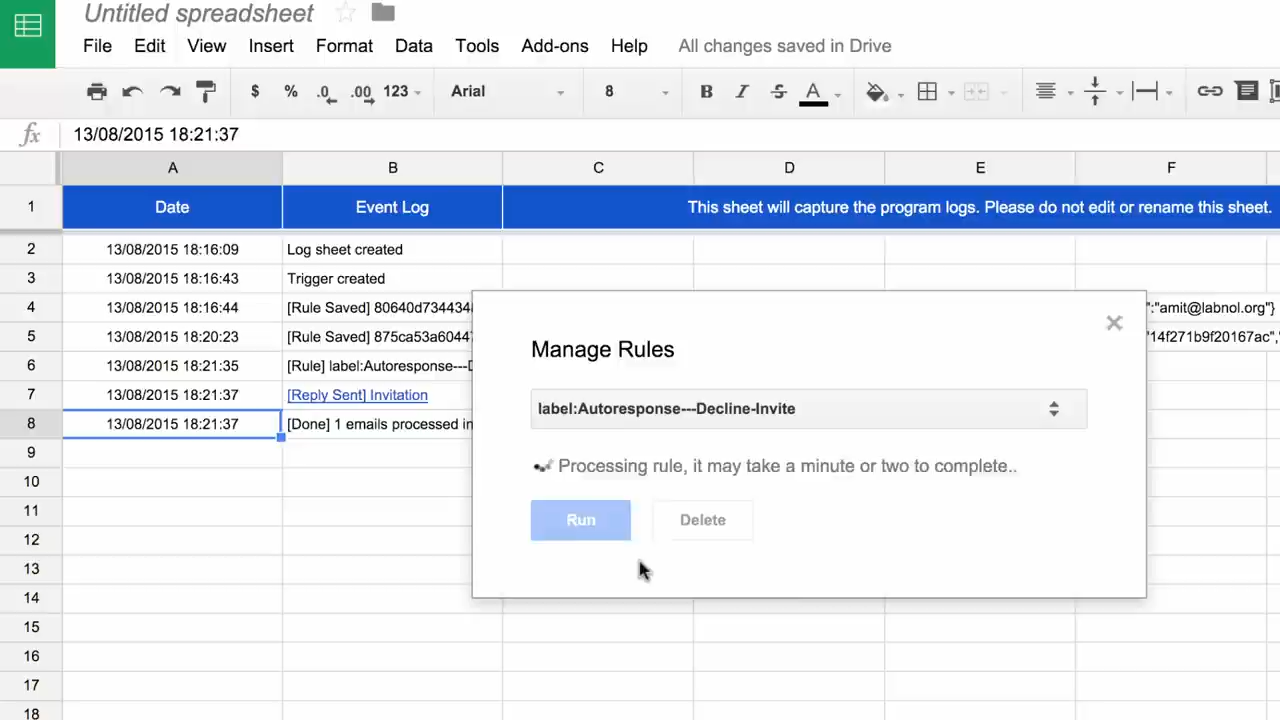 Untitled spreadsheet
File Edit View Insert Format Data Tools Add-ons Help All changes saved in Drive
$ % .0 .00 123 Arial 8 B I S A
fx 13/08/2015 18:21:37
A B C D E F
1 Date Event Log This sheet will capture the program logs. Please do not edit or rename this sheet.
2 13/08/2015 18:16:09 Log sheet created
3 13/08/2015 18:16:43 Trigger created
4 13/08/2015 18:16:44 [Rule Saved] 80640d734434 ":"amit@labnol.org"}
5 13/08/2015 18:20:23 [Rule Saved] 875ca53a6044 "14f271b9f20167ac",
6 13/08/2015 18:21:35 [Rule] label:Autoresponse---D
7 13/08/2015 18:21:37 [Reply Sent] Invitation
8 13/08/2015 18:21:37 [Done] 1 emails processed in
9
10
11
12
13
14
15
16
17
18
Manage Rules
label:Autoresponse---Decline-Invite
Processing rule, it may take a minute or two to complete..
Run Delete